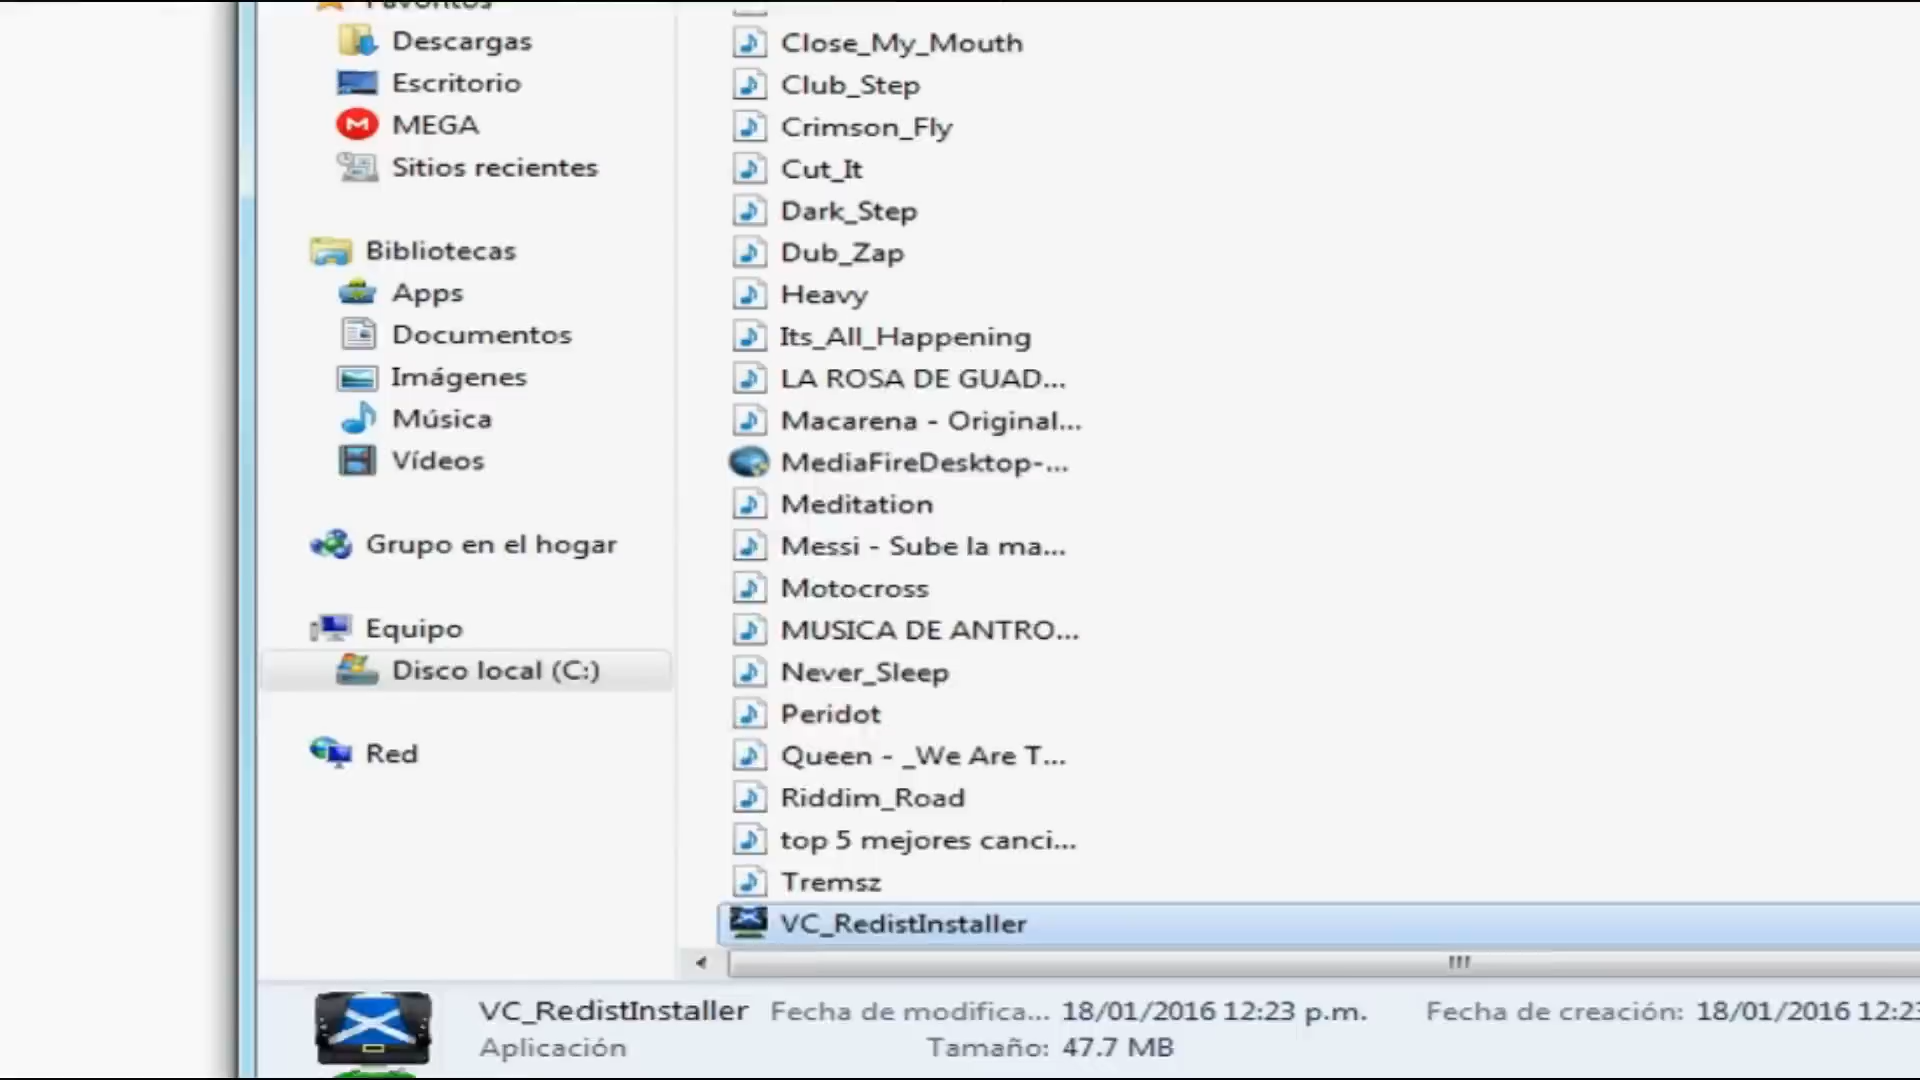 Favoritos
Descargas
Escritorio
MEGA
Sitios recientes
Bibliotecas
Apps
Documentos
Imágenes
Música
Vídeos
Grupo en el hogar
Equipo
Disco local (C:)
Red
Close_My_Mouth
Club_Step
Crimson_Fly
Cut_It
Dark_Step
Dub_Zap
Heavy
Its_All_Happening
LA ROSA DE GUAD...
Macarena - Original...
MediaFireDesktop-...
Meditation
Messi - Sube la ma...
Motocross
MUSICA DE ANTRO...
Never_Sleep
Peridot
Queen - _We Are T...
Riddim_Road
top 5 mejores canci...
Tremsz
VC_RedistInstaller
VC_RedistInstaller Fecha de modifica... 18/01/2016 12:23 p.m. Fecha de creación: 18/01/2016 12:23
Aplicación Tamaño: 47.7 MB